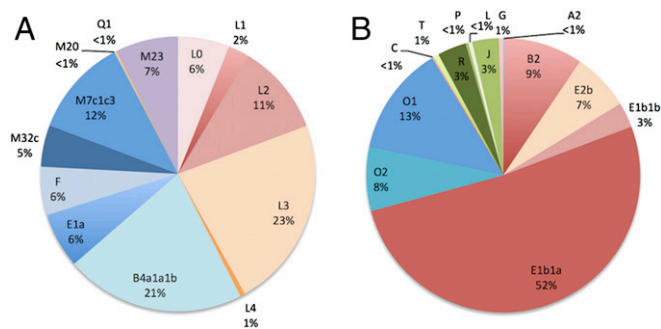 A
Q1
<1%
M20
<1%
M23
7%
L0
6%
L1
2%
L2
11%
L3
23%
L4
1%
B4a1a1b
21%
E1a
6%
F
6%
M32c
5%
M7c1c3
12%
B
T
1%
P
<1%
L
<1%
G
1%
A2
<1%
C
<1%
R
3%
J
3%
B2
9%
E2b
7%
E1b1b
3%
E1b1a
52%
O2
8%
O1
13%